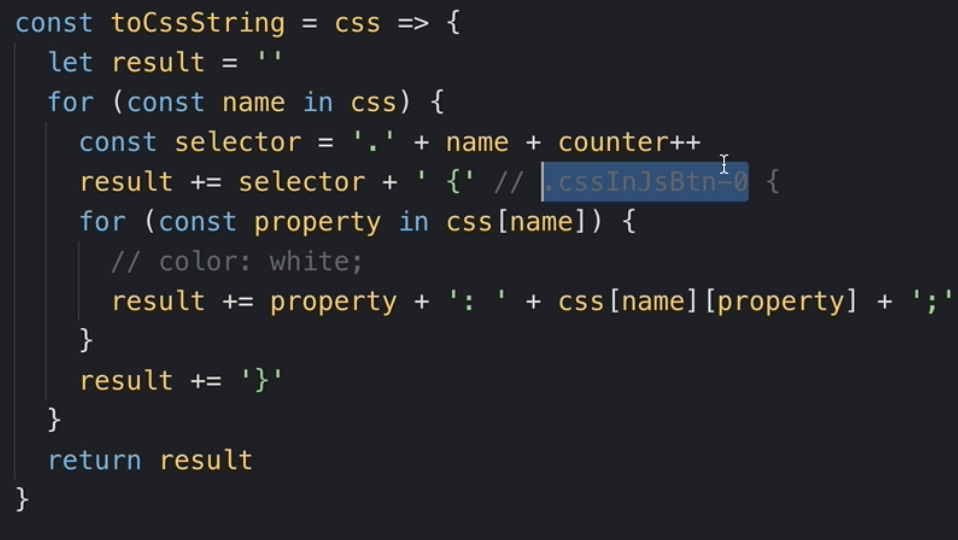 const toCssString = css => {
let result = ''
for (const name in css) {
const selector = '.' + name + counter++
result += selector + ' {' // .cssInJsBtn-0 {
for (const property in css[name]) {
// color: white;
result += property + ': ' + css[name][property] + ';'
}
result += '}'
}
return result
}